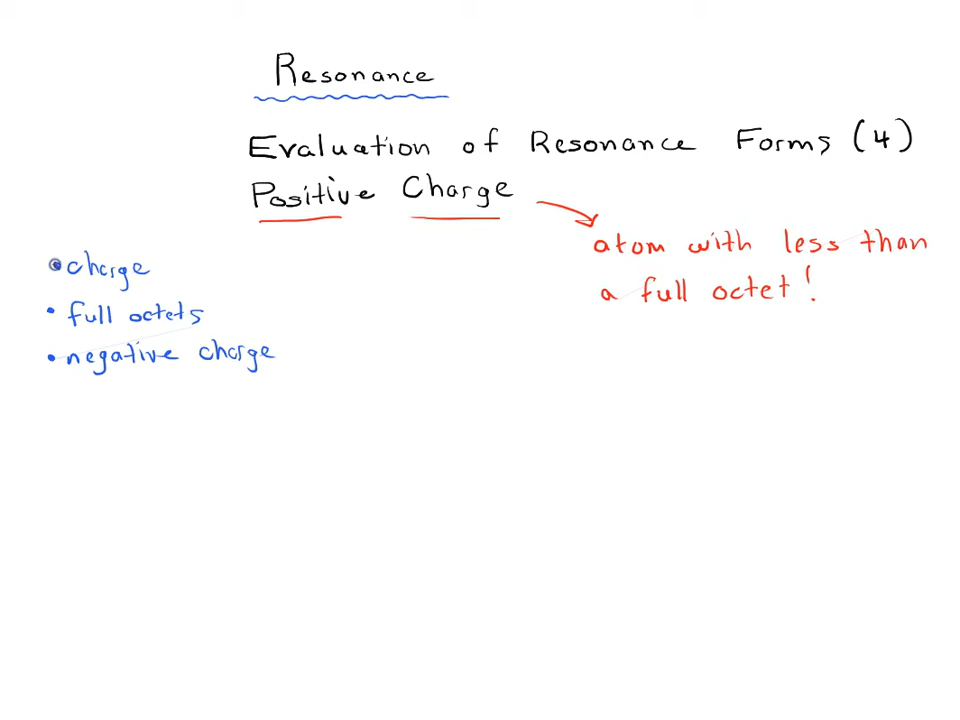 Resonance
Evaluation of Resonance Forms (4)
Positive Charge
atom with less than
a full octet!
• charge
• full octets
• negative charge